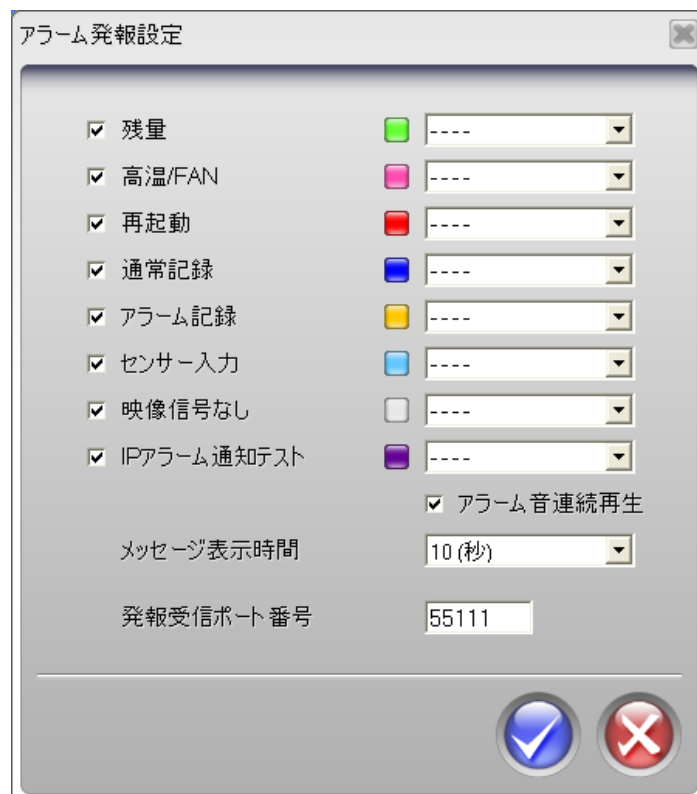 アラーム発報設定
残量 ----
高温/FAN ----
再起動 ----
通常記録 ----
アラーム記録 ----
センサー入力 ----
映像信号なし ----
IPアラーム通知テスト ----
アラーム音連続再生
メッセージ表示時間 10 (秒)
発報受信ポート番号 55111